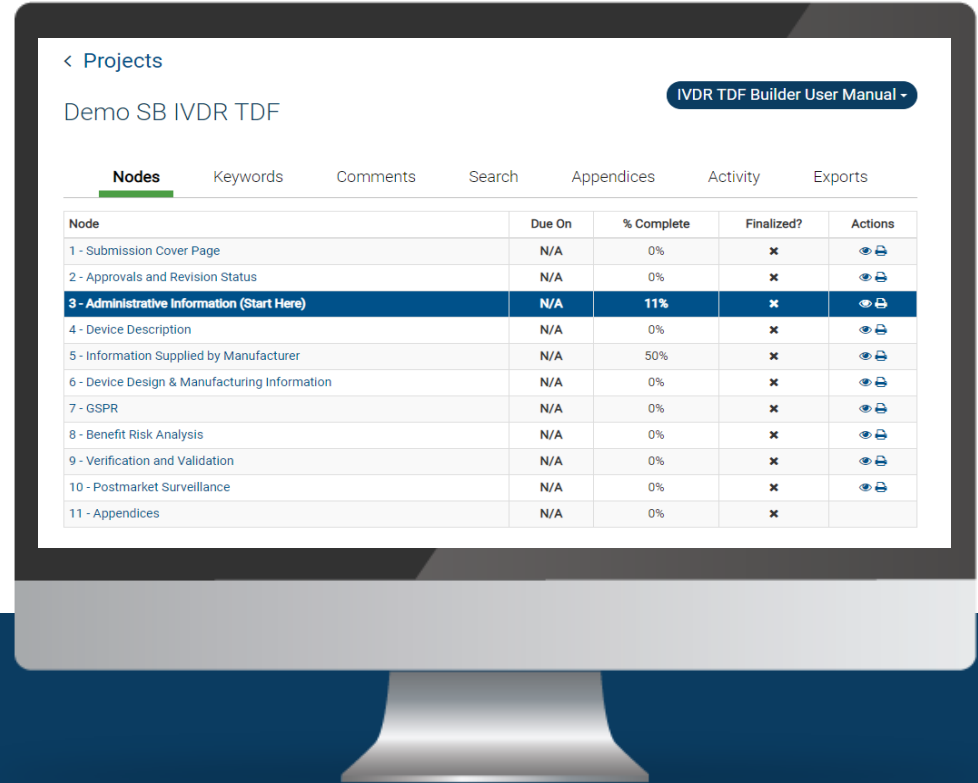 < Projects
IVDR TDF Builder User Manual
Demo SB IVDR TDF
Nodes Keywords Comments Search Appendices Activity Exports
Node Due On % Complete Finalized? Actions
1 - Submission Cover Page N/A 0%
2 - Approvals and Revision Status N/A 0%
3 - Administrative Information (Start Here) N/A 11%
4 - Device Description N/A 0%
5 - Information Supplied by Manufacturer N/A 50%
6 - Device Design & Manufacturing Information N/A 0%
7 - GSPR N/A 0%
8 - Benefit Risk Analysis N/A 0%
9 - Verification and Validation N/A 0%
10 - Postmarket Surveillance N/A 0%
11 - Appendices N/A 0%